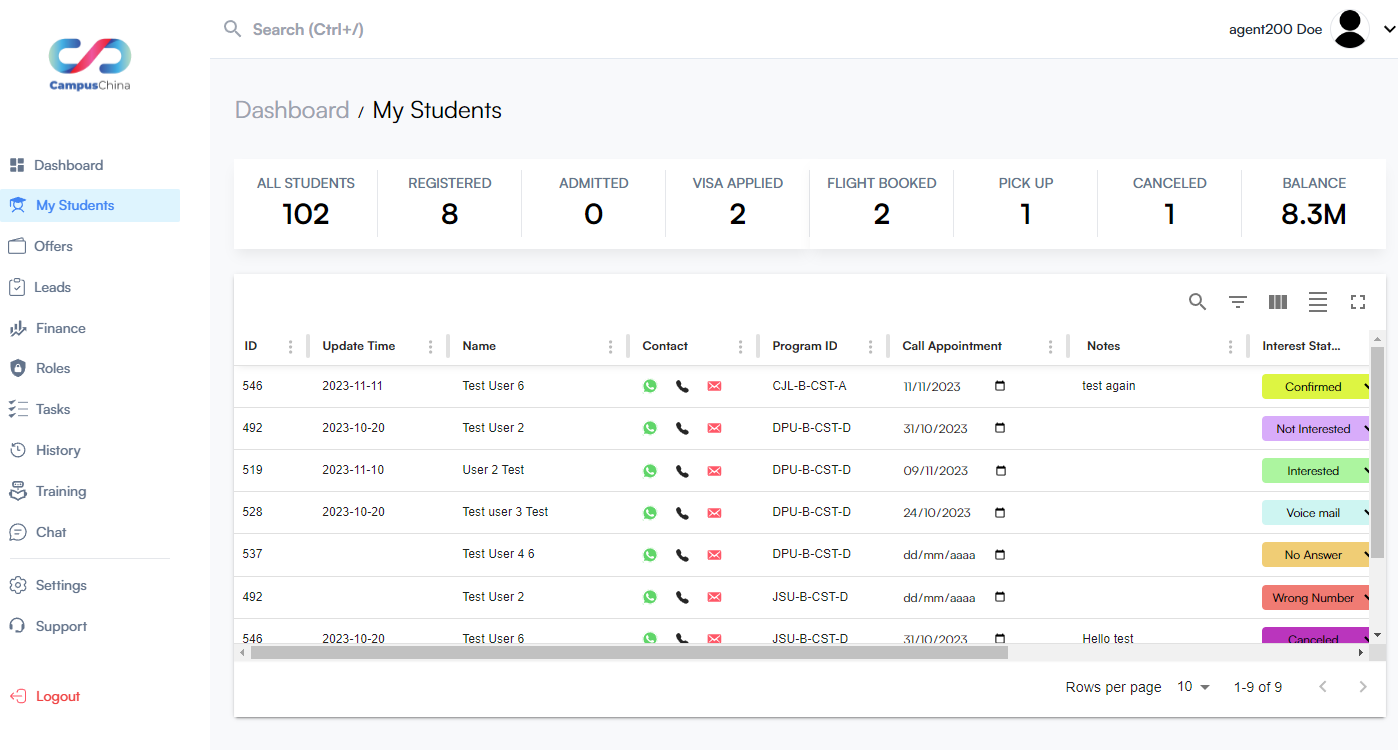 CampusChina
Search (Ctrl+/)
agent200 Doe
Dashboard
My Students
Offers
Leads
Finance
Roles
Tasks
History
Training
Chat
Settings
Support
Logout
Dashboard / My Students
ALL STUDENTS REGISTERED ADMITTED VISA APPLIED FLIGHT BOOKED PICK UP CANCELED BALANCE
102 8 0 2 2 1 1 8.3M
ID Update Time Name Contact Program ID Call Appointment Notes Interest Stat...
546 2023-11-11 Test User 6 CJL-B-CST-A 11/11/2023 test again Confirmed
492 2023-10-20 Test User 2 DPU-B-CST-D 31/10/2023 Not Interested
519 2023-11-10 User 2 Test DPU-B-CST-D 09/11/2023 Interested
528 2023-10-20 Test user 3 Test DPU-B-CST-D 24/10/2023 Voice mail
537 Test User 4 6 DPU-B-CST-D dd/mm/aaaa No Answer
492 Test User 2 JSU-B-CST-D dd/mm/aaaa Wrong Number
546 2023-10-20 Test User 6 JSU-B-CST-D 31/10/2023 Hello test Canceled
Rows per page 10 1-9 of 9